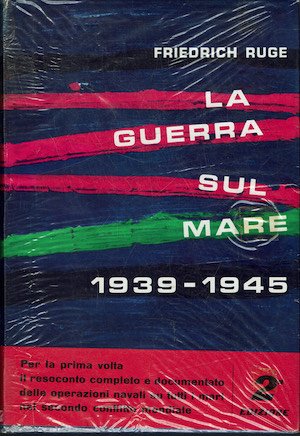 FRIEDRICH RUGE
LA
GUERRA
SUL
MARE
1939-1945
Per la prima volta
il resoconto completo e documentato
delle operazioni navali su tutti i mari
nel secondo conflitto mondiale
2ª
EDIZIONE